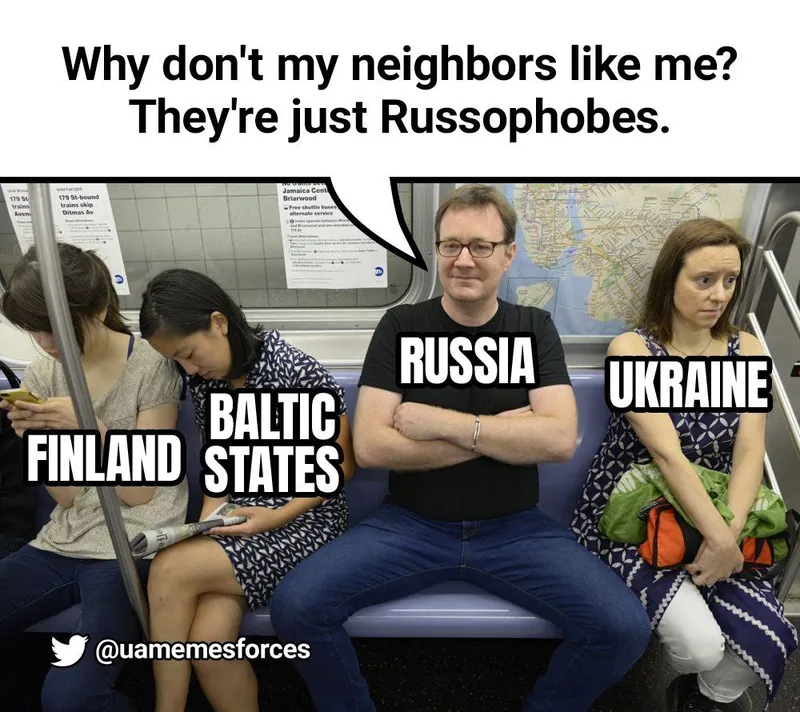 Why don't my neighbors like me?
They're just Russophobes.
179 St-bound
trains skip
Ditmas Av
Jamaica Cent
Briarwood
Free shuttle buses
alternate service
RUSSIA
UKRAINE
BALTIC
STATES
FINLAND
@uamemesforces